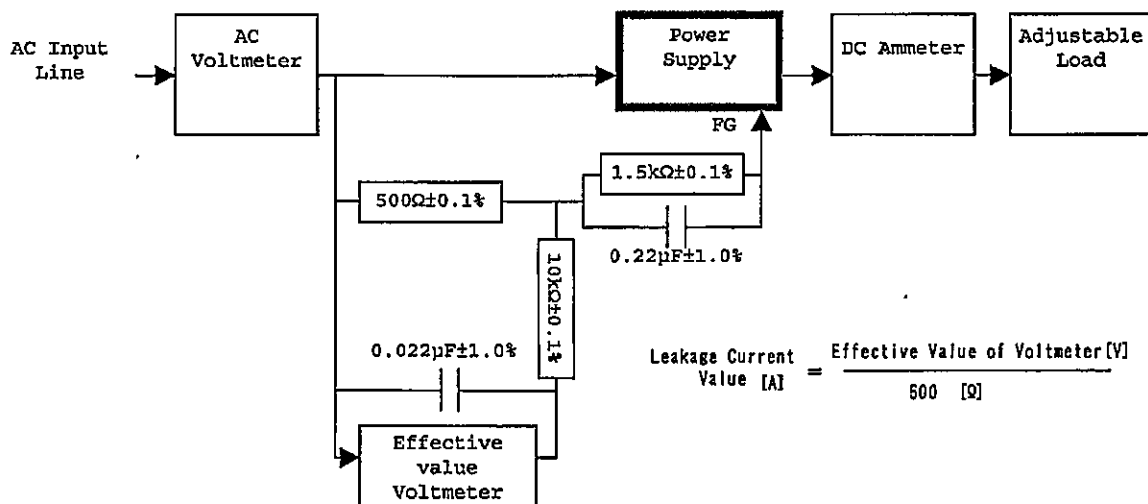 AC Input
Line
AC
Voltmeter
Power
Supply
DC Ammeter
Adjustable
Load
FG
1.5kΩ±0.1%
500Ω±0.1%
0.22μF±1.0%
10kΩ±0.1%
0.022μF±1.0%
Leakage Current
Value [A]
=
Effective Value of Voltmeter[V]
500 [Ω]
Effective
value
Voltmeter